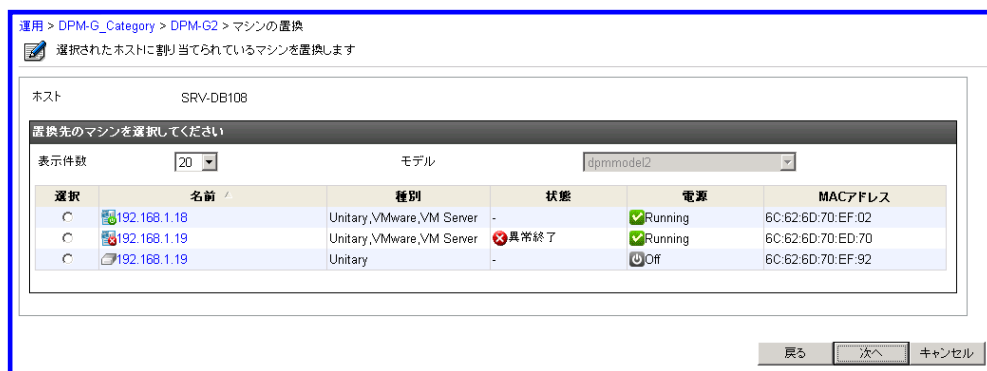 運用 > DPM-G_Category > DPM-G2 > マシンの置換
選択されたホストに割り当てられているマシンを置換します
ホスト SRV-DB108
置換先のマシンを選択してください
表示件数 20 モデル dpmmodel2
選択 名前 種別 状態 電源 MACアドレス
192.168.1.18 Unitary,VMware,VM Server - Running 6C:62:6D:70:EF:02
192.168.1.19 Unitary,VMware,VM Server 異常終了 Running 6C:62:6D:70:ED:70
192.168.1.19 Unitary - Off 6C:62:6D:70:EF:92
戻る 次へ キャンセル